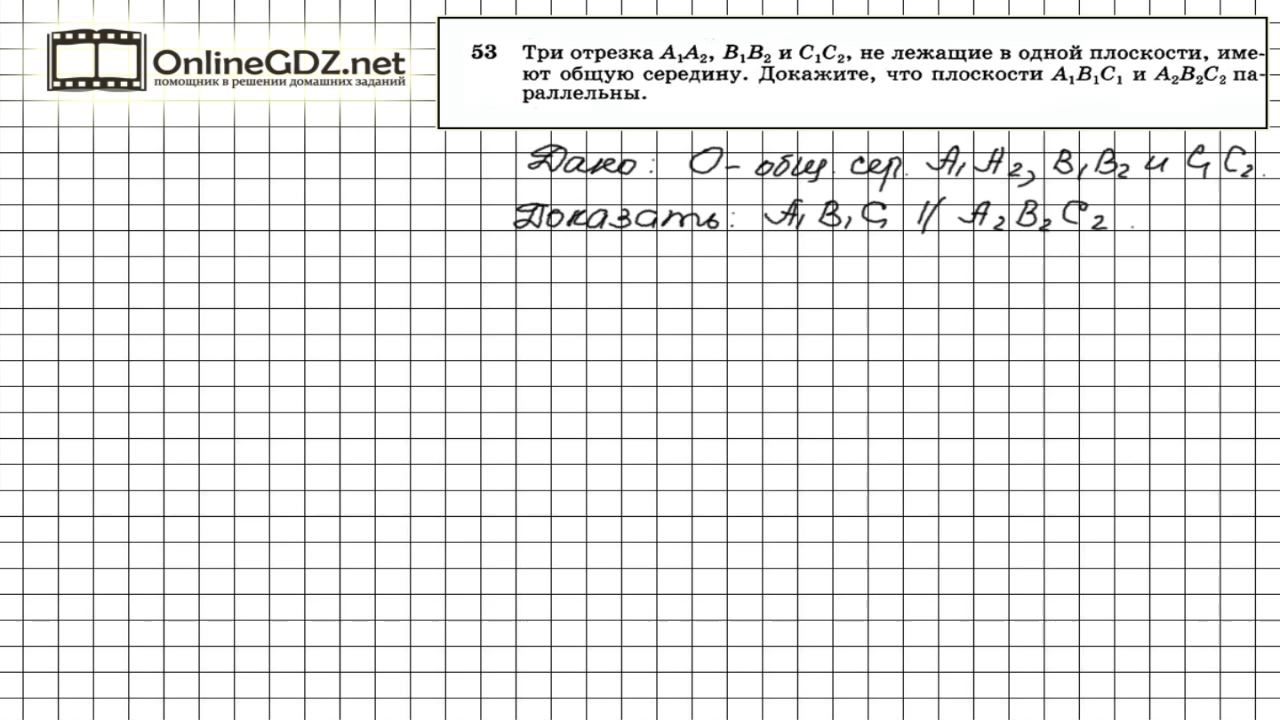 OnlineGDZ.net
помощник в решении домашних заданий
53 Три отрезка A₁A₂, B₁B₂ и C₁C₂, не лежащие в одной плоскости, име-
ют общую середину. Докажите, что плоскости A₁B₁C₁ и A₂B₂C₂ па-
раллельны.
Дано: О - общ. сер. A₁A₂, B₁B₂ и C₁C₂.
Доказать: A₁B₁C₁ || A₂B₂C₂.